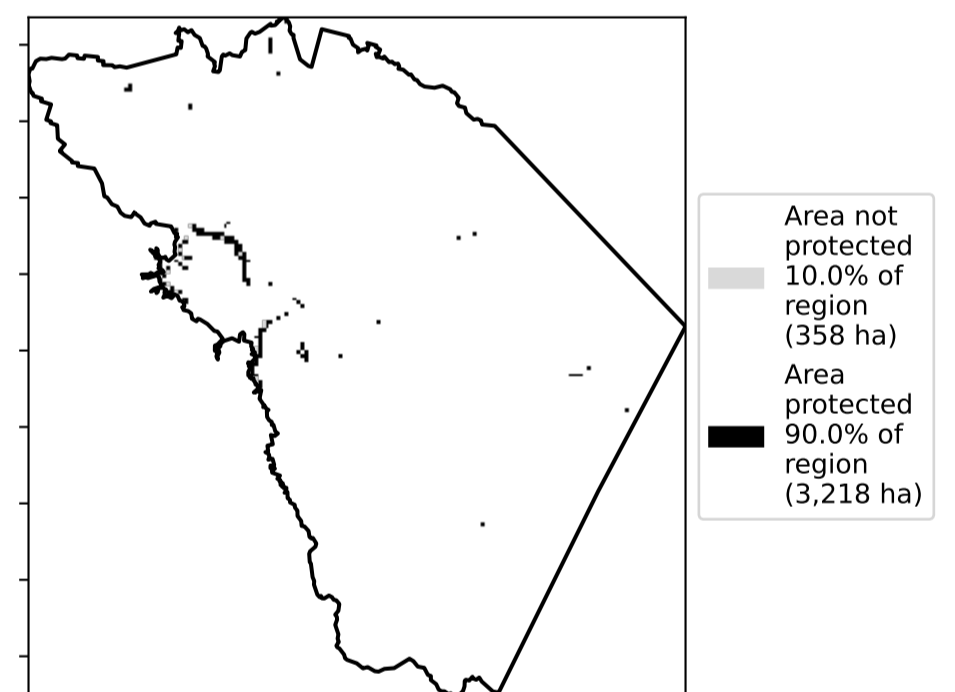 Area not
protected
10.0% of
region
(358 ha)
Area
protected
90.0% of
region
(3,218 ha)